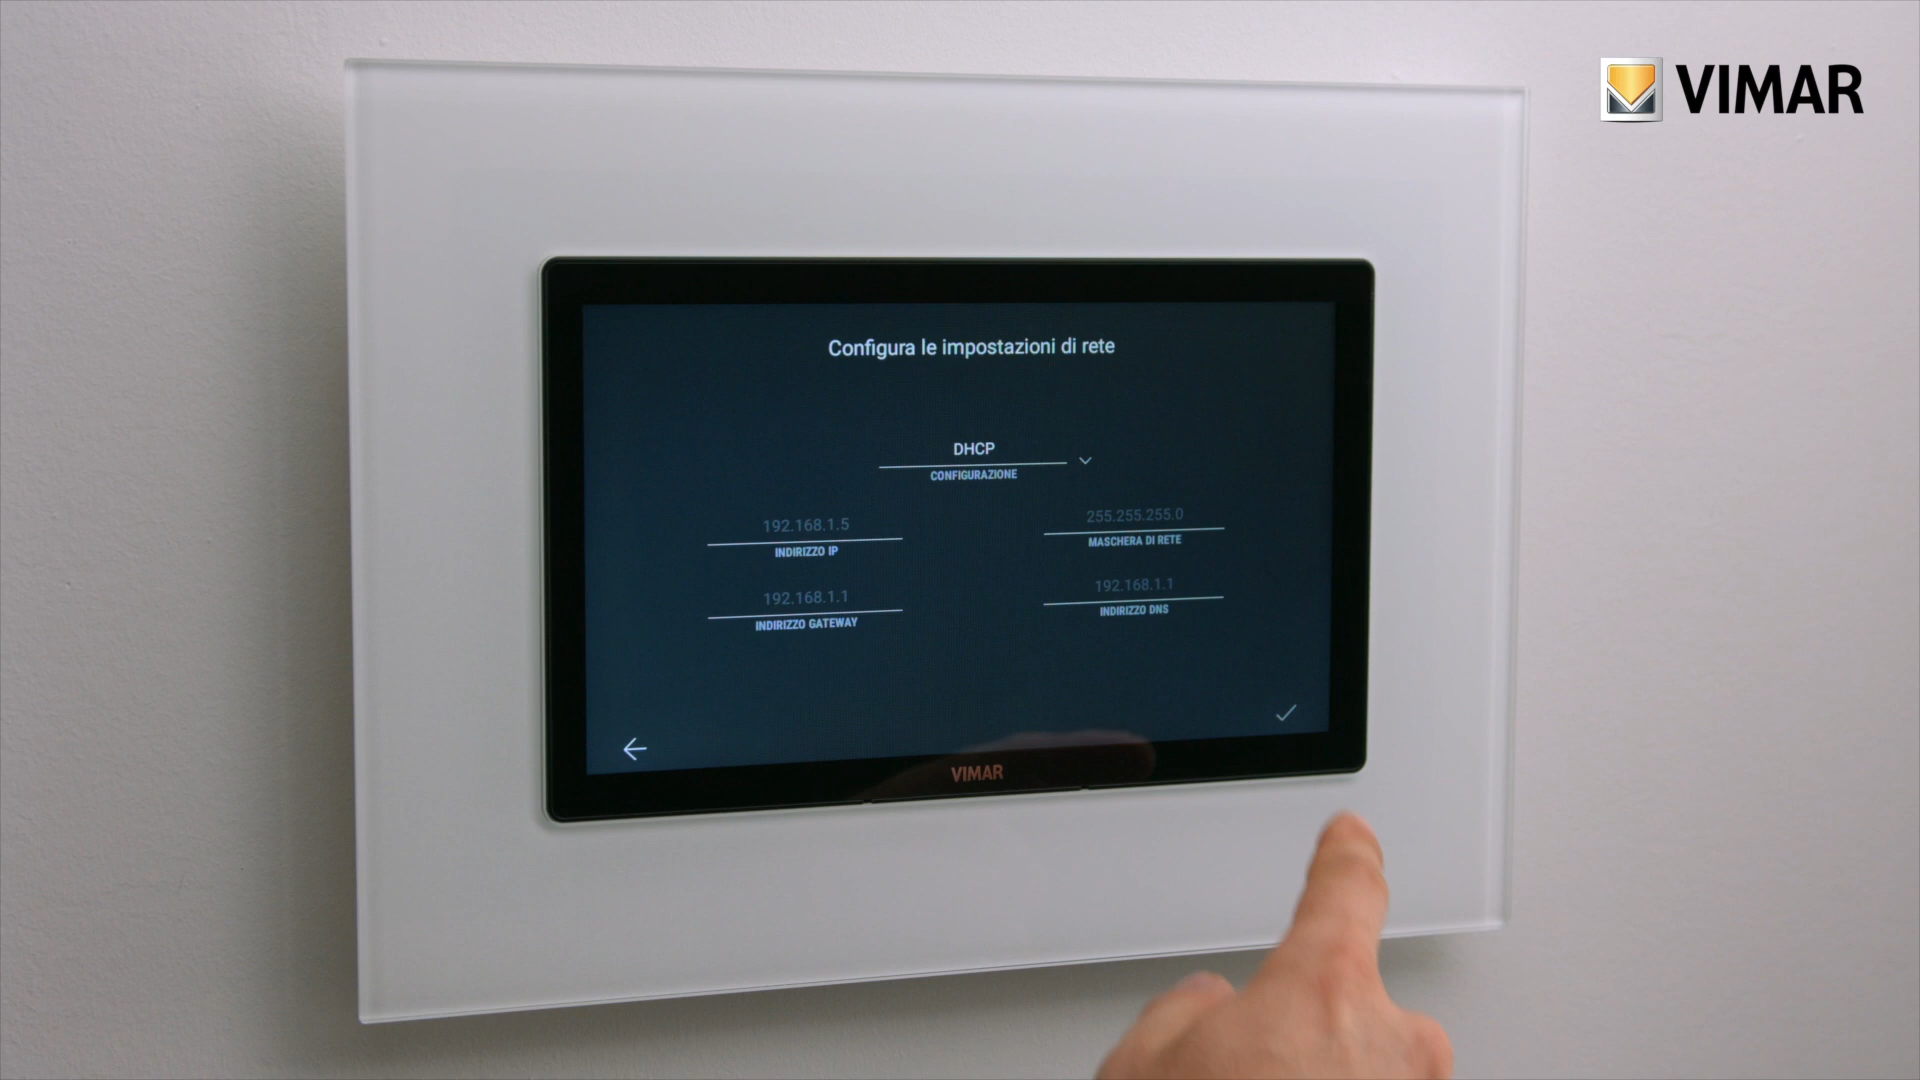 VIMAR
Configura le impostazioni di rete
DHCP
CONFIGURAZIONE
192.168.1.5
INDIRIZZO IP
255.255.255.0
MASCHERA DI RETE
192.168.1.1
INDIRIZZO GATEWAY
192.168.1.1
INDIRIZZO DNS
VIMAR